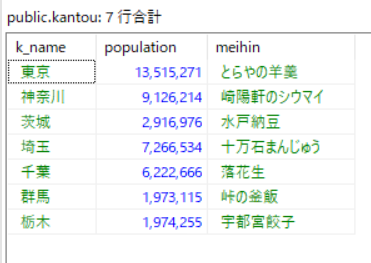 public.kantou: 7 行合計
k_name population meihin
東京 13,515,271 とらやの羊羹
神奈川 9,126,214 崎陽軒のシウマイ
茨城 2,916,976 水戸納豆
埼玉 7,266,534 十万石まんじゅう
千葉 6,222,666 落花生
群馬 1,973,115 峠の釜飯
栃木 1,974,255 宇都宮餃子